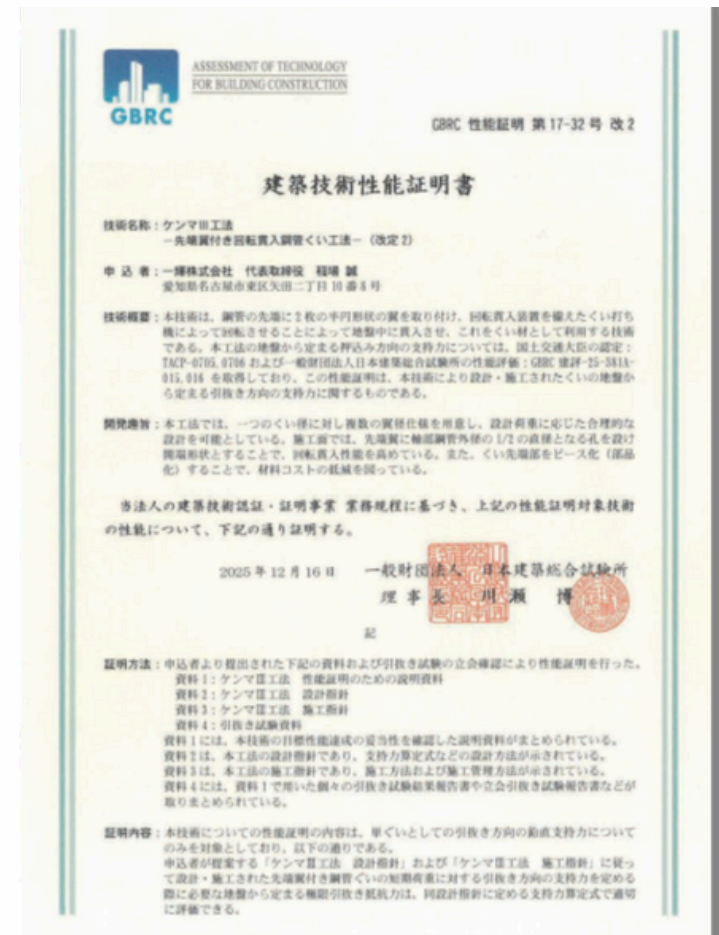 ASSESSMENT OF TECHNOLOGY
FOR BUILDING CONSTRUCTION
GBRC
GBRC 性能証明 第17-32号 改2
建築技術性能証明書
技術名称：ケンマⅢ工法
－先端翼付き回転貫入鋼管くい工法－（改定2）
申込者：一輝株式会社 代表取締役 稲場 誠
愛知県名古屋市東区矢田二丁目10番8号
技術概要：本技術は、鋼管の先端に2枚の半円形状の翼を取り付け、回転貫入装置を備えたくい打ち
機によって回転させることによって地盤中に貫入させ、これをくい材として利用する技術
である。本工法の地盤から定まる押込み方向の支持力については、国土交通大臣の認定：
TACP-0705,0706 および一般財団法人日本建築総合試験所の性能評価：GBRC 建評-25-381A-
015,016 を取得しており、この性能証明は、本技術により設計・施工されたくいの地盤か
ら定まる引抜き方向の支持力に関するものである。
開発趣旨：本工法では、一つのくい径に対し複数の翼径仕様を用意し、設計荷重に応じた合理的な
設計を可能としている。施工面では、先端翼に軸部鋼管外径の1/2の直径となる孔を設け
開端形状とすることで、回転貫入性能を高めている。また、くい先端部をピース化（部品
化）することで、材料コストの低減を図っている。
当法人の建築技術認証・証明事業 業務規程に基づき、上記の性能証明対象技術
の性能について、下記の通り証明する。
2025年12月16日 一般財団法人 日本建築総合試験所
理事長 川瀬 博
記
証明方法：申込者より提出された下記の資料および引抜き試験の立会確認により性能証明を行った。
資料1：ケンマⅢ工法 性能証明のための説明資料
資料2：ケンマⅢ工法 設計指針
資料3：ケンマⅢ工法 施工指針
資料4：引抜き試験資料
資料1には、本技術の目標性能達成の妥当性を確認した説明資料がまとめられている。
資料2は、本工法の設計指針であり、支持力算定式などの設計方法が示されている。
資料3は、本工法の施工指針であり、施工方法および施工管理方法が示されている。
資料4には、資料1で用いた個々の引抜き試験結果報告書や立会引抜き試験報告書などが
取りまとめられている。
証明内容：本技術についての性能証明の内容は、単ぐいとしての引抜き方向の鉛直支持力について
のみを対象としており、以下の通りである。
申込者が提案する「ケンマⅢ工法 設計指針」および「ケンマⅢ工法 施工指針」に従っ
て設計・施工された先端翼付き鋼管ぐいの短期荷重に対する引抜き方向の支持力を定める
際に必要な地盤から定まる極限引抜き抵抗力は、同設計指針に定める支持力算定式で適切
に評価できる。